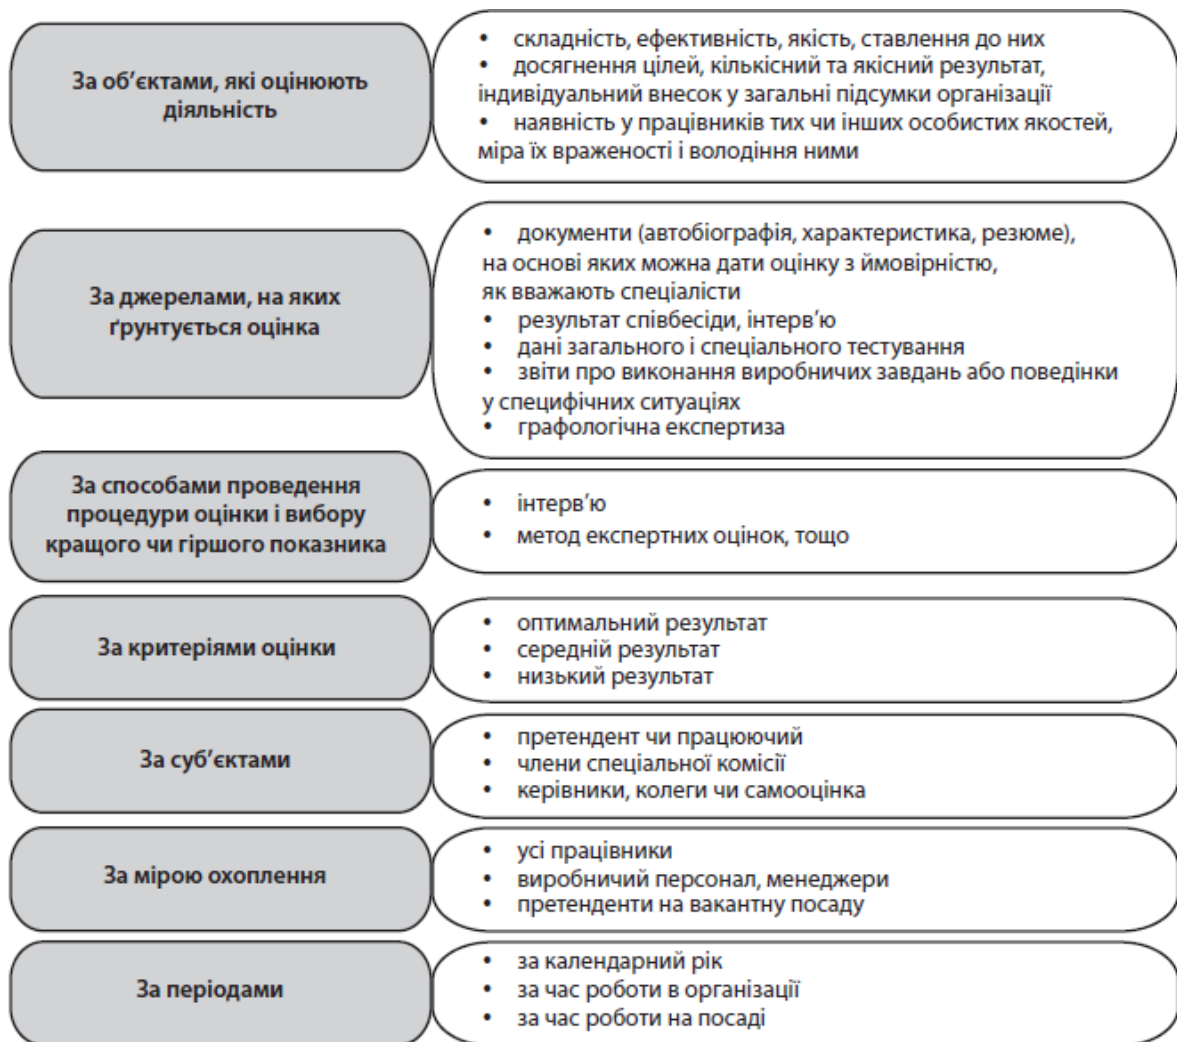 За об’єктами, які оцінюють
діяльність
• складність, ефективність, якість, ставлення до них
• досягнення цілей, кількісний та якісний результат,
індивідуальний внесок у загальні підсумки організації
• наявність у працівників тих чи інших особистих якостей,
міра їх враженості і володіння ними
За джерелами, на яких
ґрунтується оцінка
• документи (автобіографія, характеристика, резюме),
на основі яких можна дати оцінку з ймовірністю,
як вважають спеціалісти
• результат співбесіди, інтерв’ю
• дані загального і спеціального тестування
• звіти про виконання виробничих завдань або поведінки
у специфічних ситуаціях
• графологічна експертиза
За способами проведення
процедури оцінки і вибору
кращого чи гіршого показника
• інтерв’ю
• метод експертних оцінок, тощо
За критеріями оцінки
• оптимальний результат
• середній результат
• низький результат
За суб’єктами
• претендент чи працюючий
• члени спеціальної комісії
• керівники, колеги чи самооцінка
За мірою охоплення
• усі працівники
• виробничий персонал, менеджери
• претенденти на вакантну посаду
За періодами
• за календарний рік
• за час роботи в організації
• за час роботи на посаді